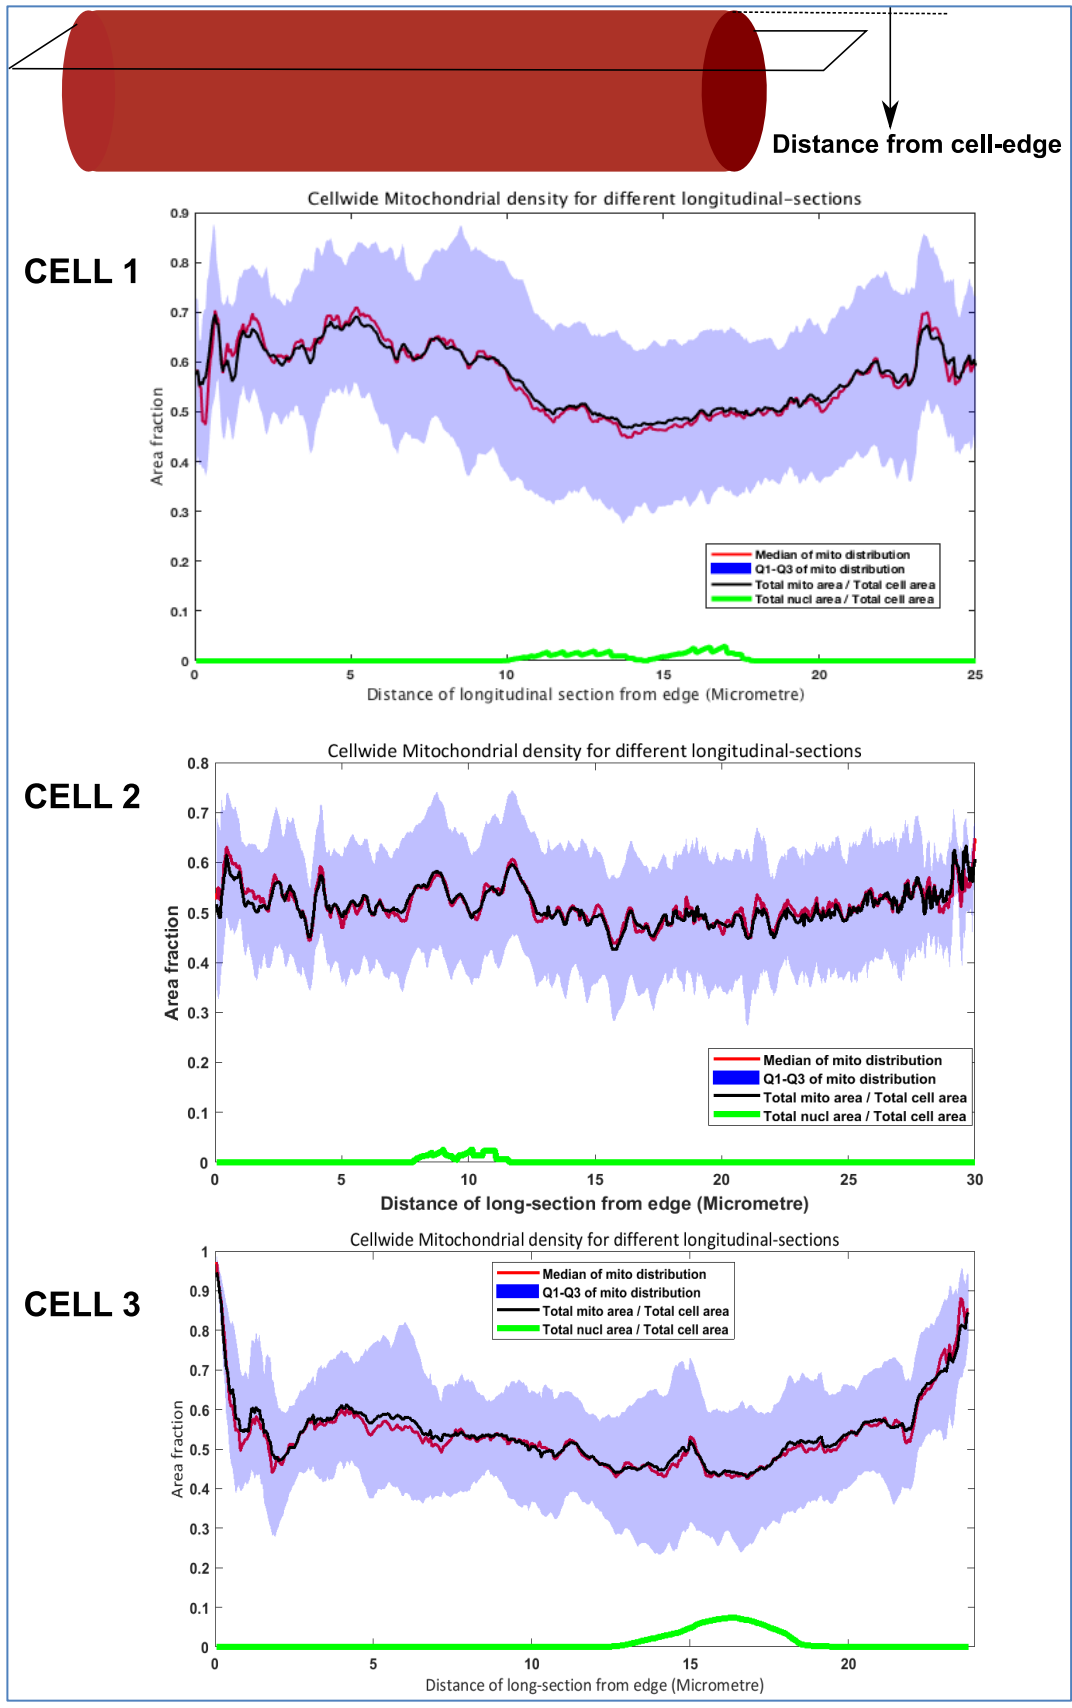 Distance from cell-edge
CELL 1
Cellwide Mitochondrial density for different longitudinal-sections
0.9
0.8
0.7
0.6
0.5
0.4
0.3
0.2
0.1
0
Area fraction
Median of mito distribution
Q1-Q3 of mito distribution
Total mito area / Total cell area
Total nucl area / Total cell area
0 5 10 15 20 25
Distance of longitudinal section from edge (Micrometre)
CELL 2
Cellwide Mitochondrial density for different longitudinal-sections
0.8
0.7
0.6
0.5
0.4
0.3
0.2
0.1
0
Area fraction
Median of mito distribution
Q1-Q3 of mito distribution
Total mito area / Total cell area
Total nucl area / Total cell area
0 5 10 15 20 25 30
Distance of long-section from edge (Micrometre)
CELL 3
Cellwide Mitochondrial density for different longitudinal-sections
1
0.9
0.8
0.7
0.6
0.5
0.4
0.3
0.2
0.1
0
Area fraction
Median of mito distribution
Q1-Q3 of mito distribution
Total mito area / Total cell area
Total nucl area / Total cell area
0 5 10 15 20
Distance of long-section from edge (Micrometre)